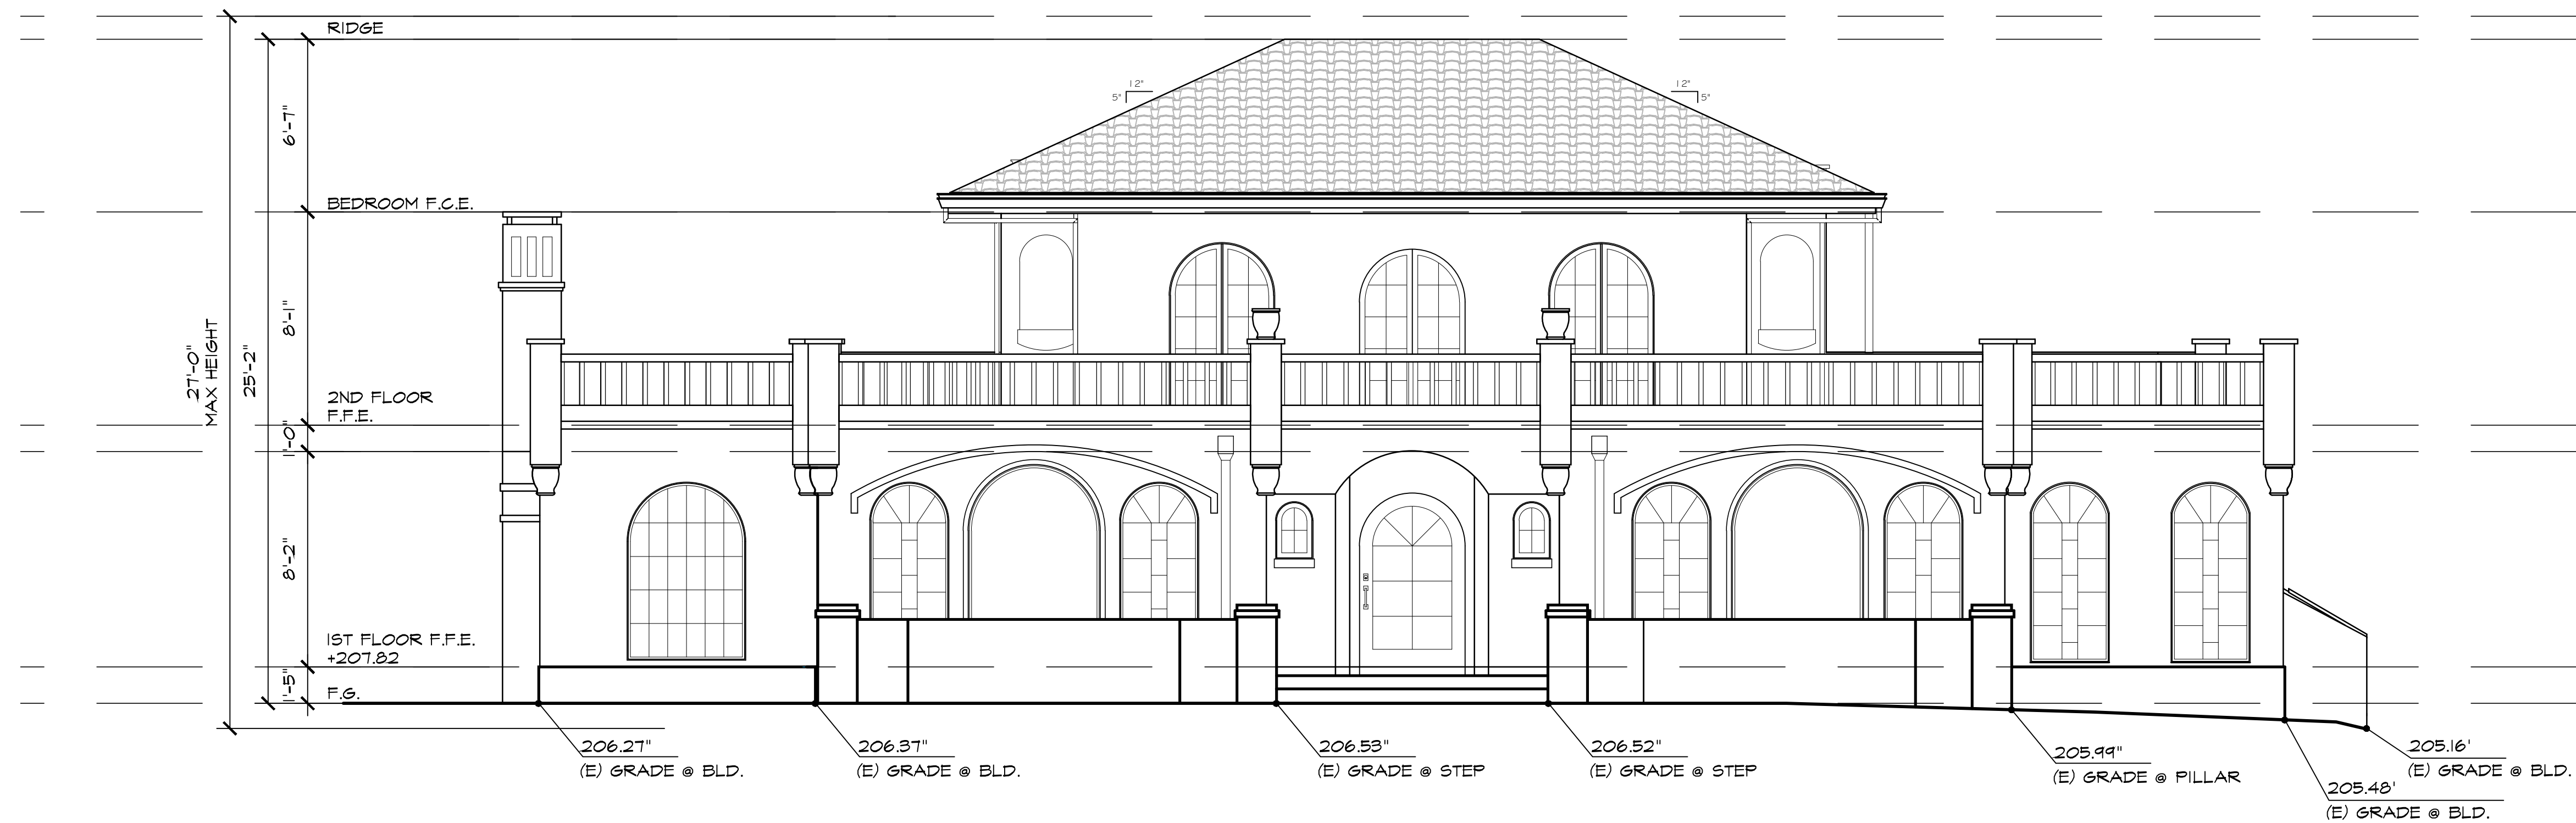 RIDGE
12"
5"
12"
5"
6'-7"
BEDROOM F.C.E.
8'-1"
27'-0"
MAX HEIGHT
25'-2"
2ND FLOOR
F.F.E.
1'-0"
8'-2"
1ST FLOOR F.F.E.
+207.82
1'-5"
F.G.
206.27"
(E) GRADE @ BLD.
206.37"
(E) GRADE @ BLD.
206.53"
(E) GRADE @ STEP
206.52"
(E) GRADE @ STEP
205.99"
(E) GRADE @ PILLAR
205.16'
(E) GRADE @ BLD.
205.48'
(E) GRADE @ BLD.